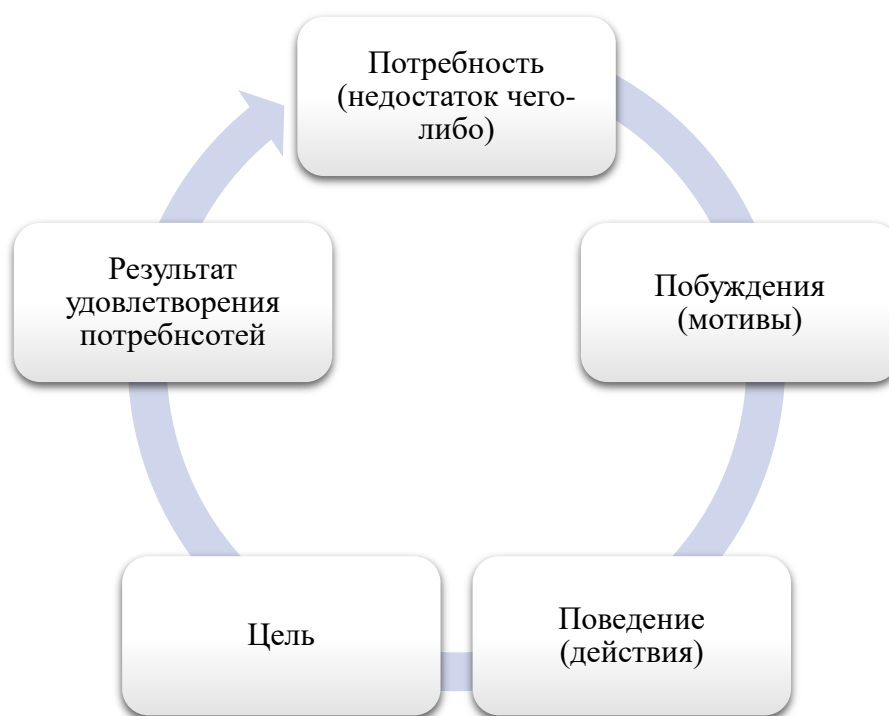 Потребность
(недостаток чего-
либо)
Побуждения
(мотивы)
Поведение
(действия)
Цель
Результат
удовлетворения
потребнсотей